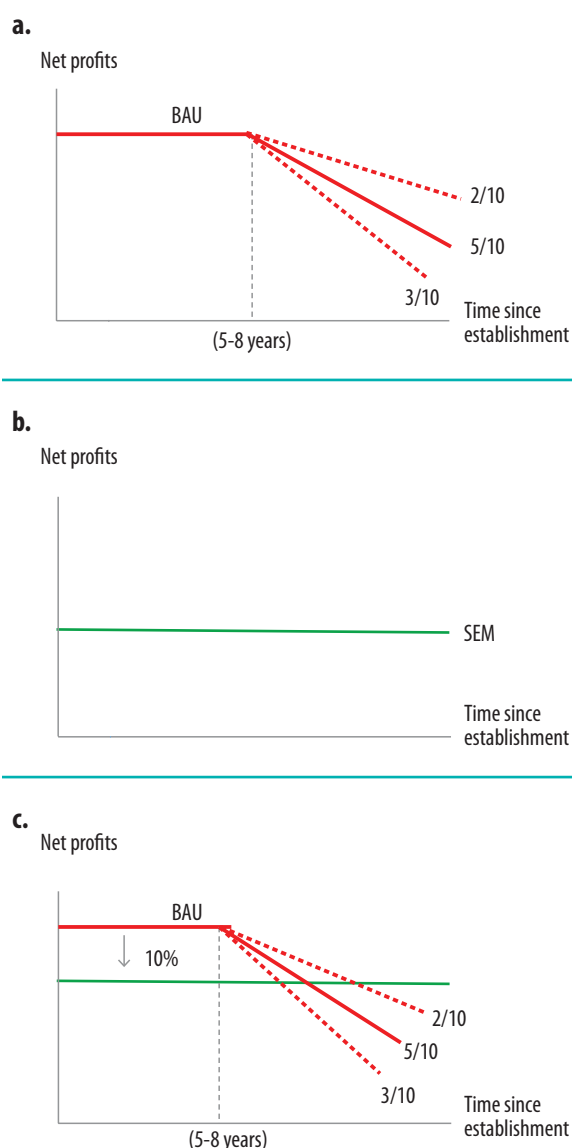 a.
Net profits
BAU
2/10
5/10
3/10
Time since
establishment
(5-8 years)
b.
Net profits
SEM
Time since
establishment
c.
Net profits
BAU
10%
2/10
5/10
3/10
Time since
establishment
(5-8 years)